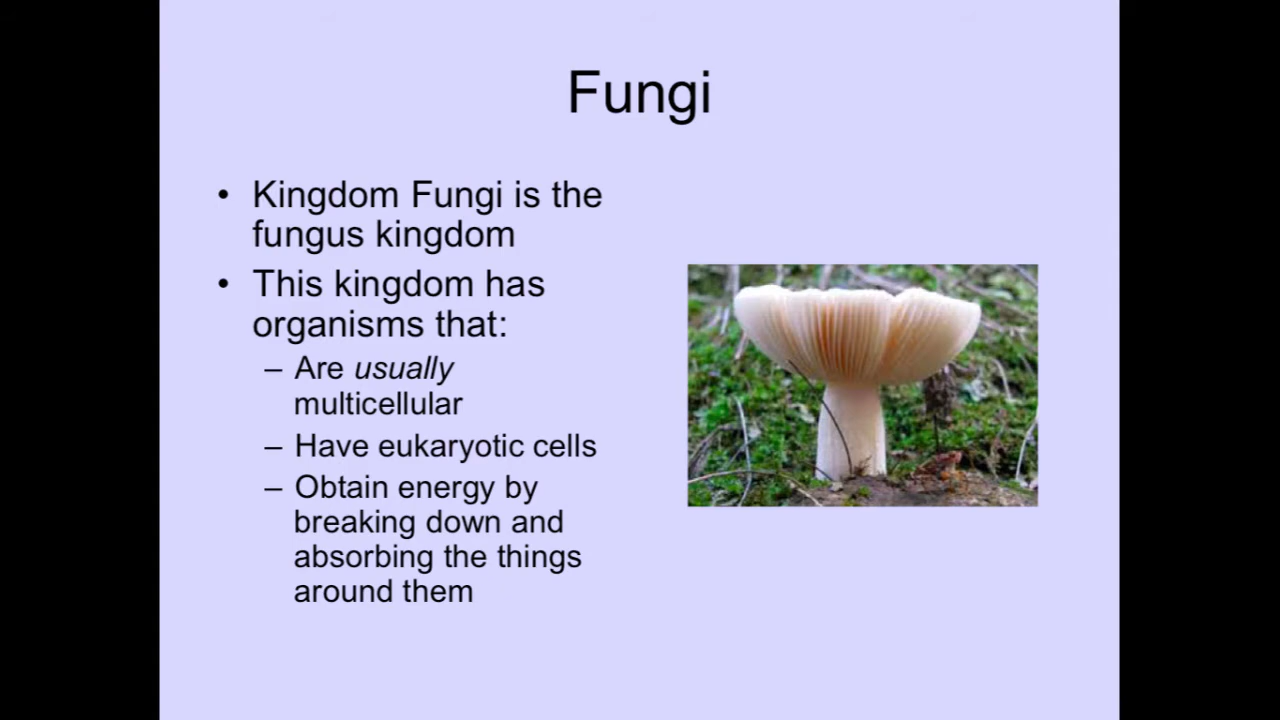 Fungi
• Kingdom Fungi is the
fungus kingdom
• This kingdom has
organisms that:
– Are usually
multicellular
– Have eukaryotic cells
– Obtain energy by
breaking down and
absorbing the things
around them